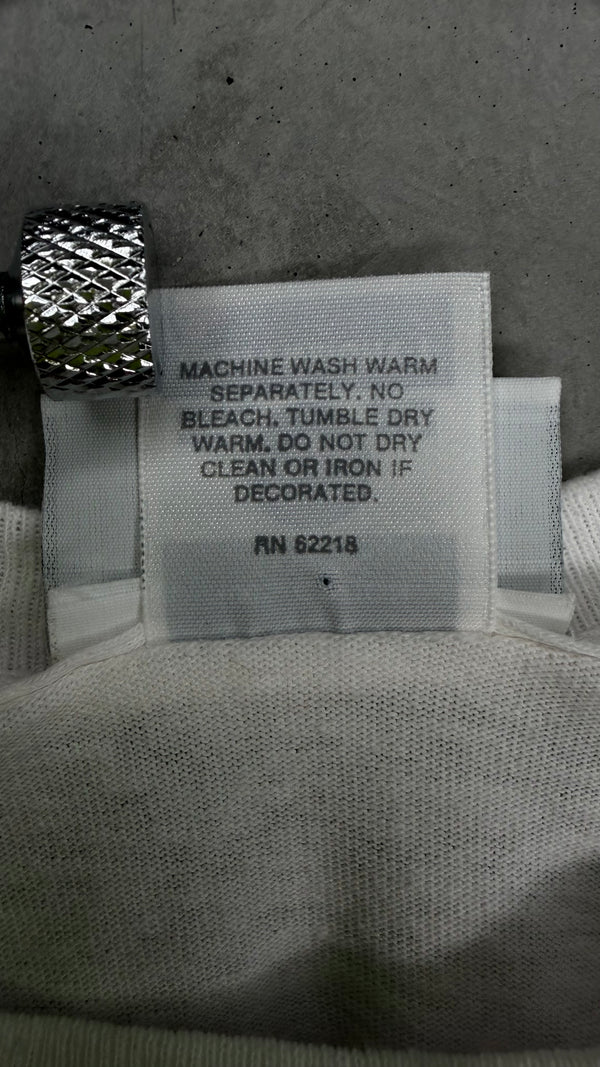 MACHINE WASH WARM
SEPARATELY. NO
BLEACH. TUMBLE DRY
WARM. DO NOT DRY
CLEAN OR IRON IF
DECORATED.
RN 62218